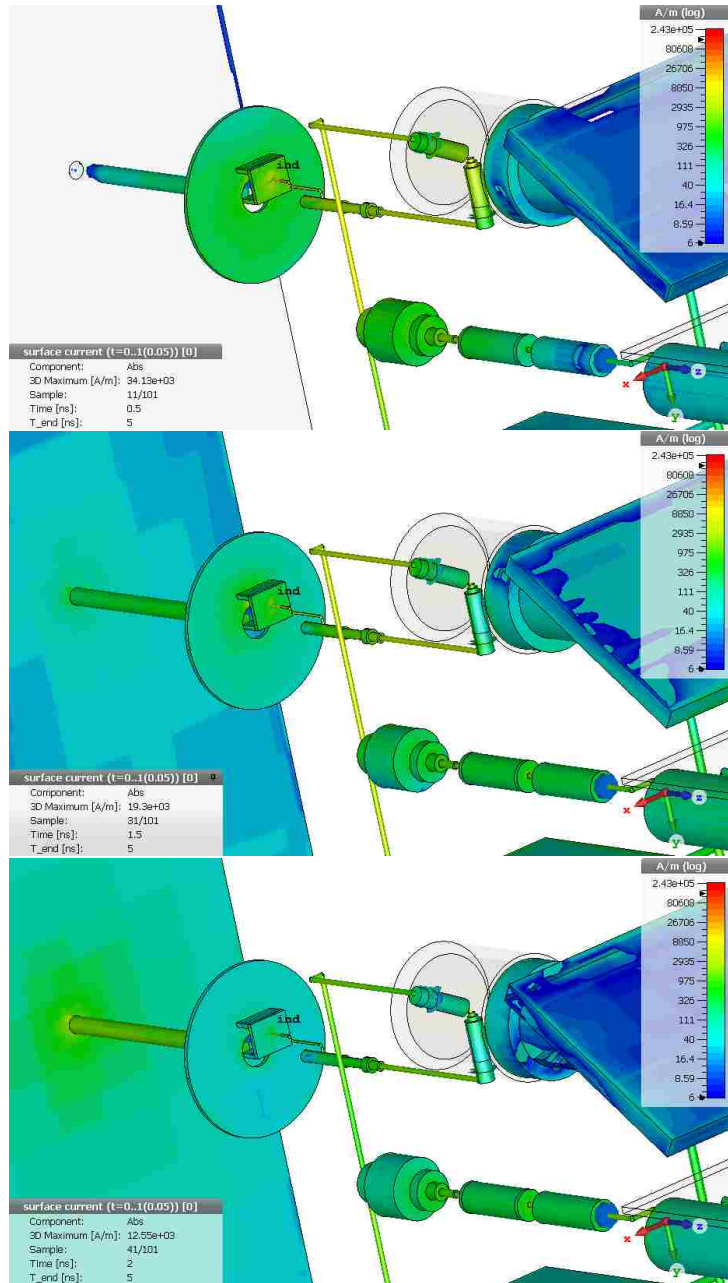 A/m (log)
2.43e+05
80608
26706
8850
2935
975
326
111
40
16.4
8.59
6
ind
x
z
y
surface current (t=0..1(0.05)) [0]
Component: Abs
3D Maximum [A/m]: 34.13e+03
Sample: 11/101
Time [ns]: 0.5
T_end [ns]: 5
A/m (log)
2.43e+05
80608
26706
8850
2935
975
326
111
40
16.4
8.59
6
ind
x
z
y
surface current (t=0..1(0.05)) [0]
Component: Abs
3D Maximum [A/m]: 19.3e+03
Sample: 31/101
Time [ns]: 1.5
T_end [ns]: 5
A/m (log)
2.43e+05
80608
26706
8850
2935
975
326
111
40
16.4
8.59
6
ind
x
z
y
surface current (t=0..1(0.05)) [0]
Component: Abs
3D Maximum [A/m]: 12.55e+03
Sample: 41/101
Time [ns]: 2
T_end [ns]: 5